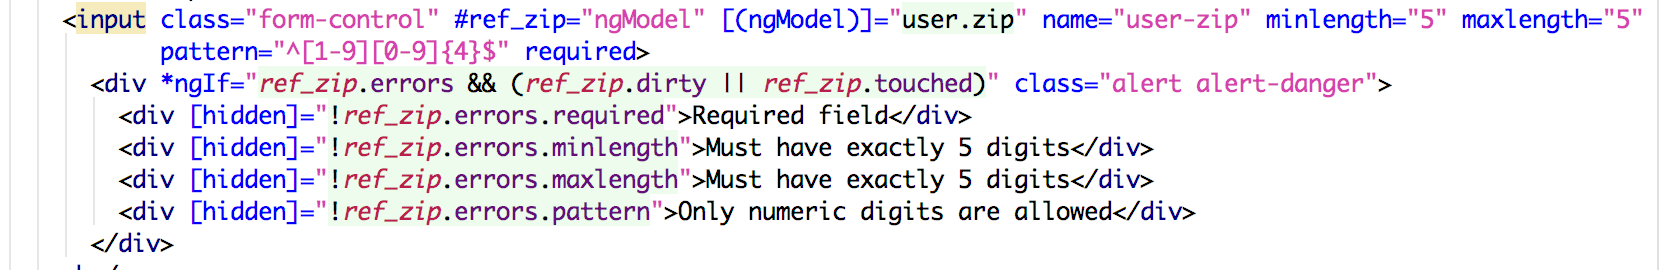 <input class="form-control" #ref_zip="ngModel" [(ngModel)]="user.zip" name="user-zip" minlength="5" maxlength="5"
pattern="^[1-9][0-9]{4}$" required>
<div *ngIf="ref_zip.errors && (ref_zip.dirty || ref_zip.touched)" class="alert alert-danger">
<div [hidden]="!ref_zip.errors.required">Required field</div>
<div [hidden]="!ref_zip.errors.minlength">Must have exactly 5 digits</div>
<div [hidden]="!ref_zip.errors.maxlength">Must have exactly 5 digits</div>
<div [hidden]="!ref_zip.errors.pattern">Only numeric digits are allowed</div>
</div>